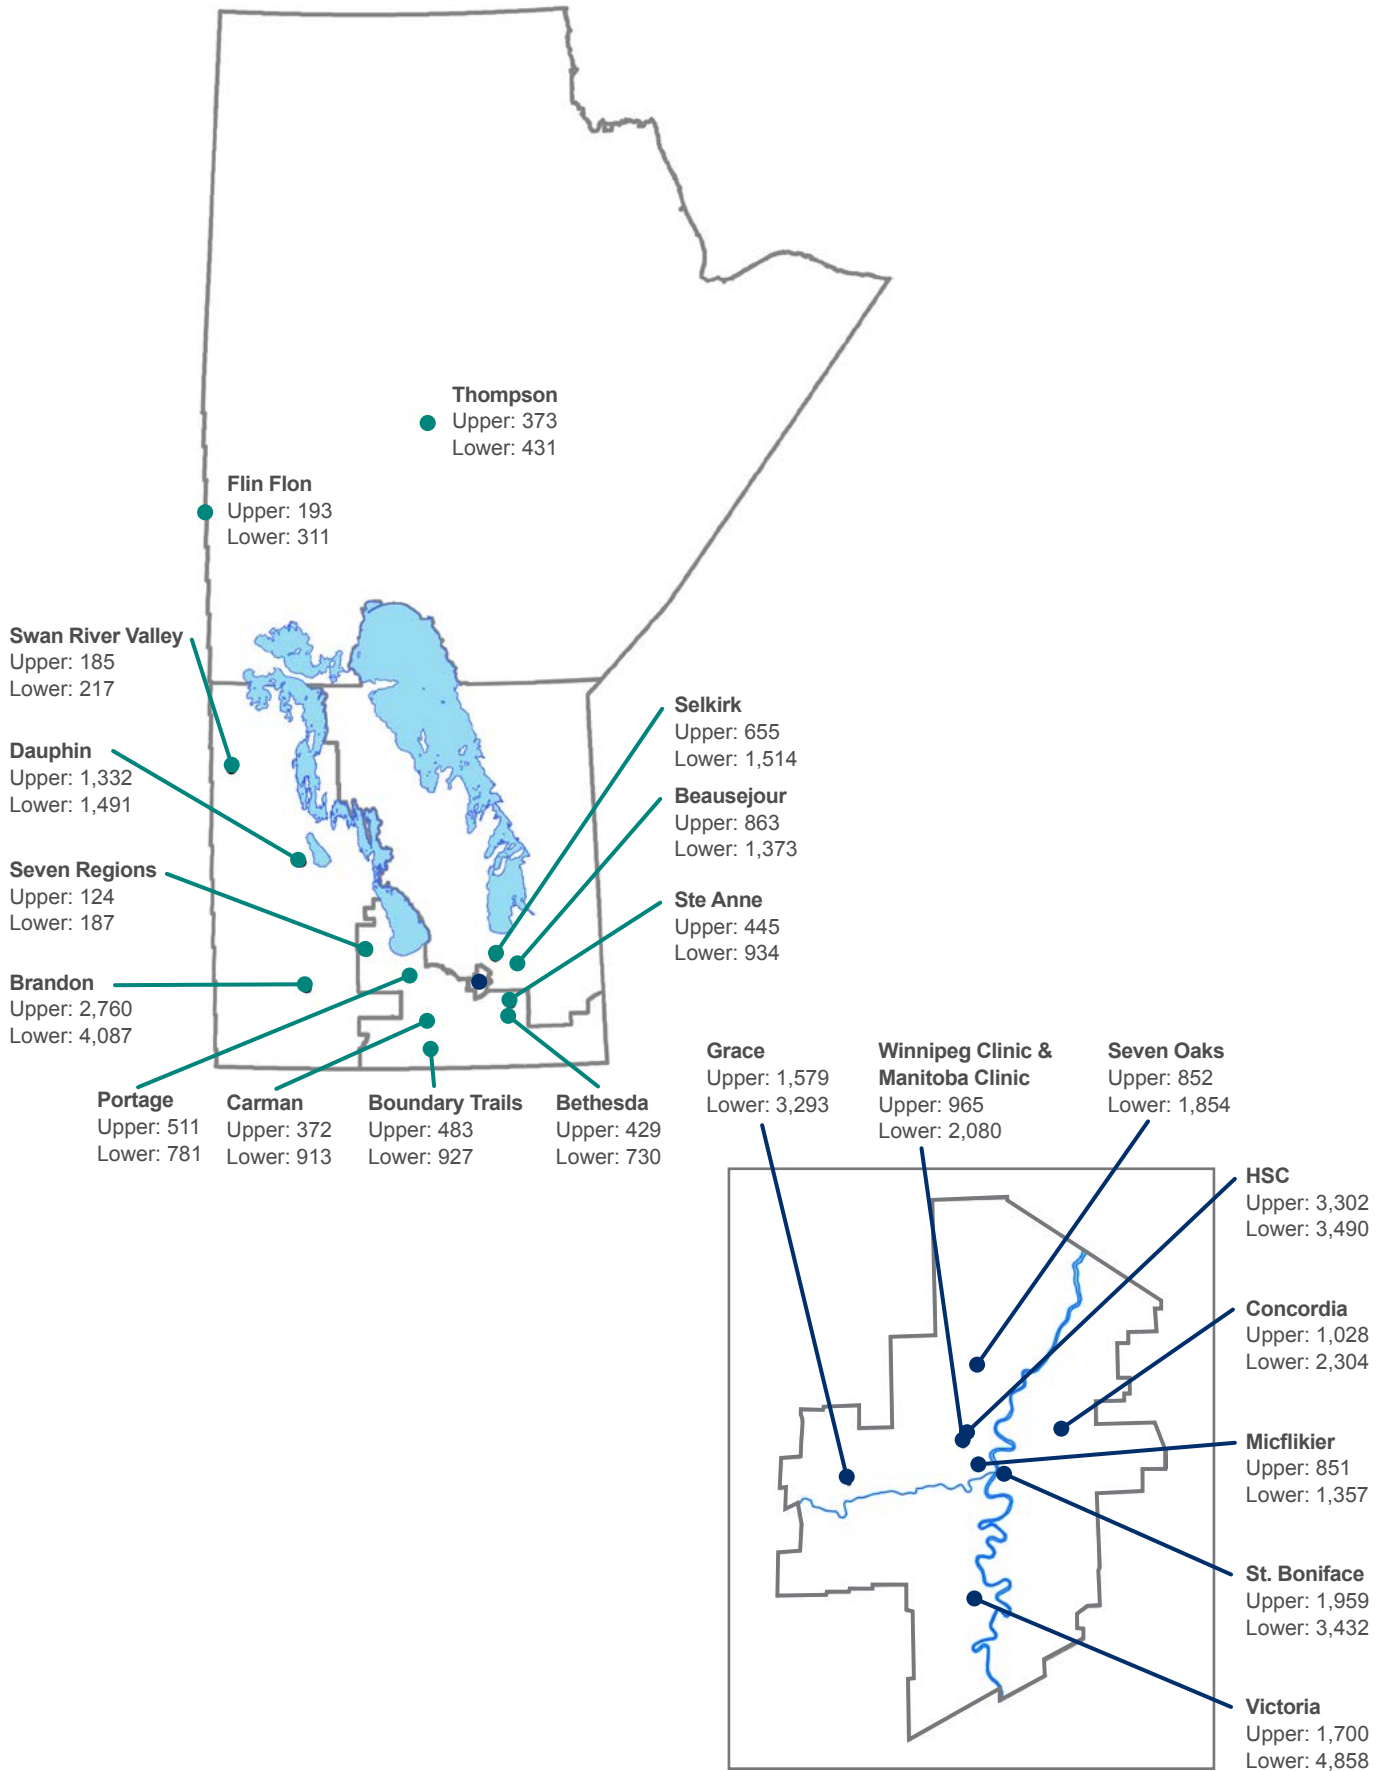 Thompson
Upper: 373
Lower: 431
Flin Flon
Upper: 193
Lower: 311
Swan River Valley
Upper: 185
Lower: 217
Dauphin
Upper: 1,332
Lower: 1,491
Seven Regions
Upper: 124
Lower: 187
Brandon
Upper: 2,760
Lower: 4,087
Selkirk
Upper: 655
Lower: 1,514
Beausejour
Upper: 863
Lower: 1,373
Ste Anne
Upper: 445
Lower: 934
Portage
Upper: 511
Lower: 781
Carman
Upper: 372
Lower: 913
Boundary Trails
Upper: 483
Lower: 927
Bethesda
Upper: 429
Lower: 730
Grace
Upper: 1,579
Lower: 3,293
Winnipeg Clinic &
Manitoba Clinic
Upper: 965
Lower: 2,080
Seven Oaks
Upper: 852
Lower: 1,854
HSC
Upper: 3,302
Lower: 3,490
Concordia
Upper: 1,028
Lower: 2,304
Micflikier
Upper: 851
Lower: 1,357
St. Boniface
Upper: 1,959
Lower: 3,432
Victoria
Upper: 1,700
Lower: 4,858